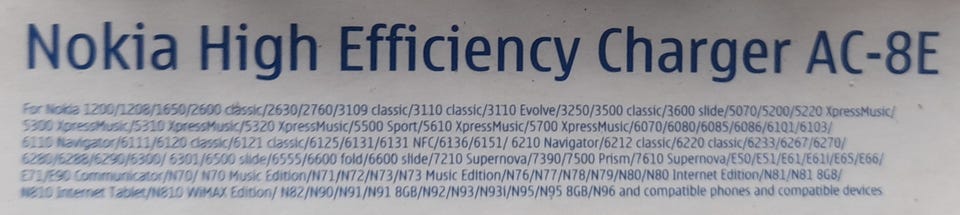 Nokia High Efficiency Charger AC-8E
For Nokia 1200/1208/1650/2600 classic/2630/2760/3109 classic/3110 classic/3110 Evolve/3250/3500 classic/3600 slide/5070/5200/5220 XpressMusic/
5300 XpressMusic/5310 XpressMusic/5320 XpressMusic/5500 Sport/5610 XpressMusic/5700 XpressMusic/6070/6080/6085/6086/6101/6103/
6110 Navigator/6111/6120 classic/6121 classic/6125/6131/6131 NFC/6136/6151/ 6210 Navigator/6212 classic/6220 classic/6233/6267/6270/
6280/6288/6290/6300/ 6301/6500 slide/6555/6600 fold/6600 slide/7210 Supernova/7390/7500 Prism/7610 Supernova/E50/E51/E61/E61i/E65/E66/
E71/E90 Communicator/N70/ N70 Music Edition/N71/N72/N73/N73 Music Edition/N76/N77/N78/N79/N80/N80 Internet Edition/N81/N81 8GB/
N810 Internet Tablet/N810 WiMAX Edition/ N82/N90/N91/N91 8GB/N92/N93/N93i/N95/N95 8GB/N96 and compatible phones and compatible devices